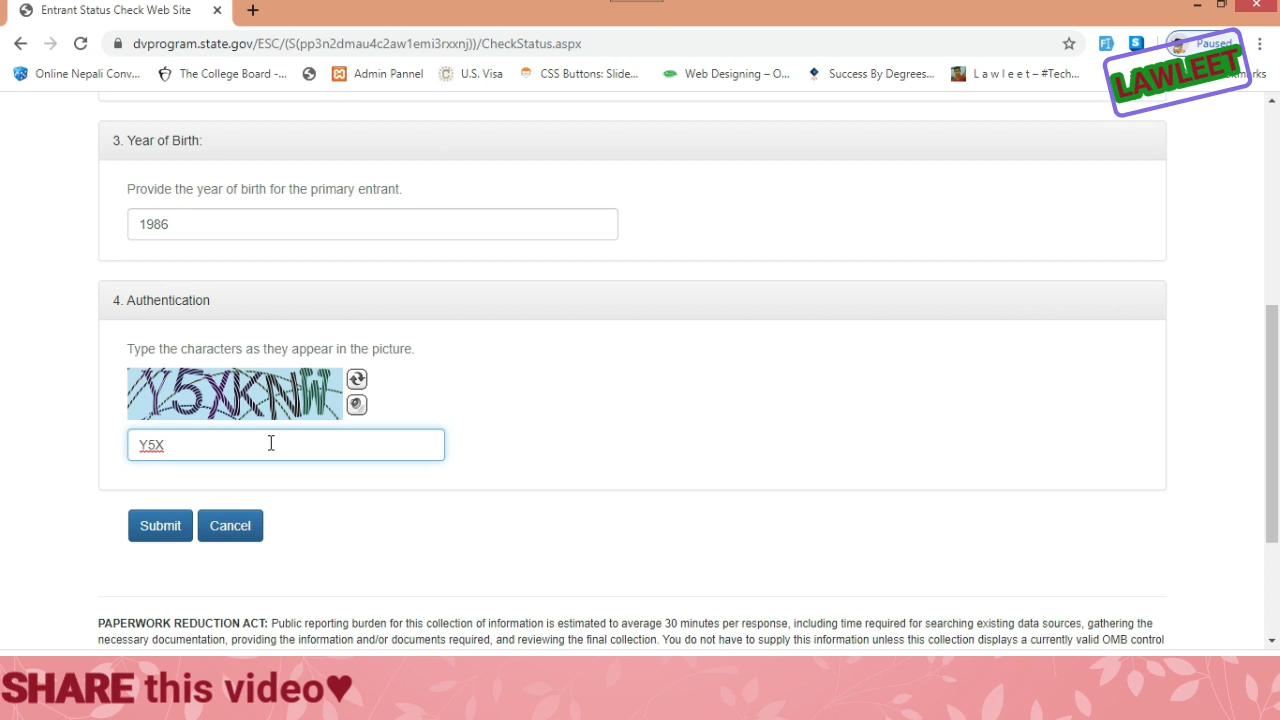 Entrant Status Check Web Site
dvprogram.state.gov/ESC/(S(pp3n2dmau4c2aw1emi3rxxnj))/CheckStatus.aspx
Paused
Online Nepali Conv...
The College Board -...
Admin Pannel
U.S. Visa
CSS Buttons: Slide...
Web Designing – O...
Success By Degrees...
L a w l e e t – #Tech...
LAWLEET
3. Year of Birth:
Provide the year of birth for the primary entrant.
1986
4. Authentication
Type the characters as they appear in the picture.
Y5XKNW
Y5X
Submit
Cancel
PAPERWORK REDUCTION ACT: Public reporting burden for this collection of information is estimated to average 30 minutes per response, including time required for searching existing data sources, gathering the
necessary documentation, providing the information and/or documents required, and reviewing the final collection. You do not have to supply this information unless this collection displays a currently valid OMB control
SHARE this video♥